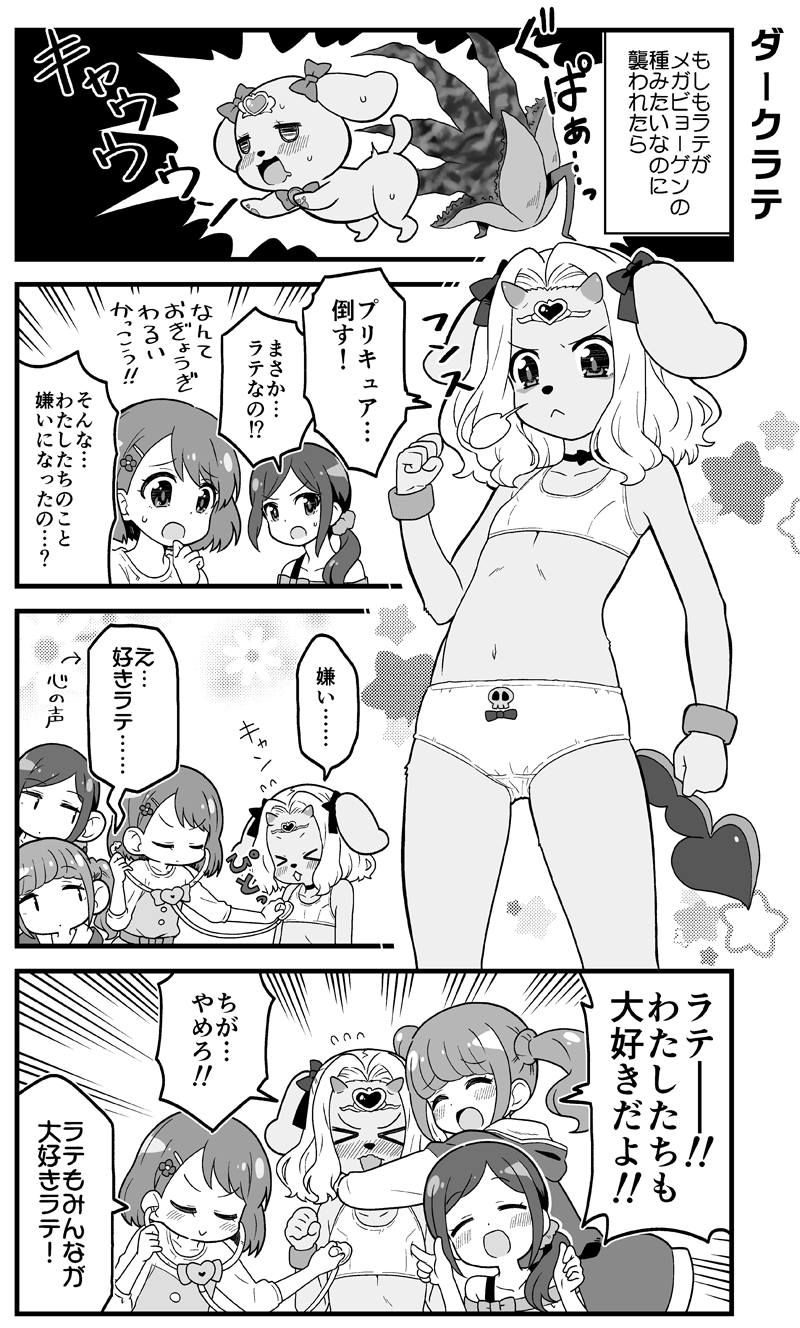 ダークラテ
もしもラテが
メガビョーゲンの
種みたいなのに
襲われたら
ぐぱぁ…っ
キャウウウーン
プリキュア…
倒す！
フンス
まさか…
ラテなの!?
なんて
おぎょうぎ
わるい
かっこう!!
そんな…
わたしたちのこと
嫌いになったの…？
嫌い……
キャン
ぴとっ
え…
好きラテ……
←心の声
ラテ──!!
わたしたちも
大好きだよ!!
ちが…
やめろ!!
ラテもみんなが
大好きラテ！